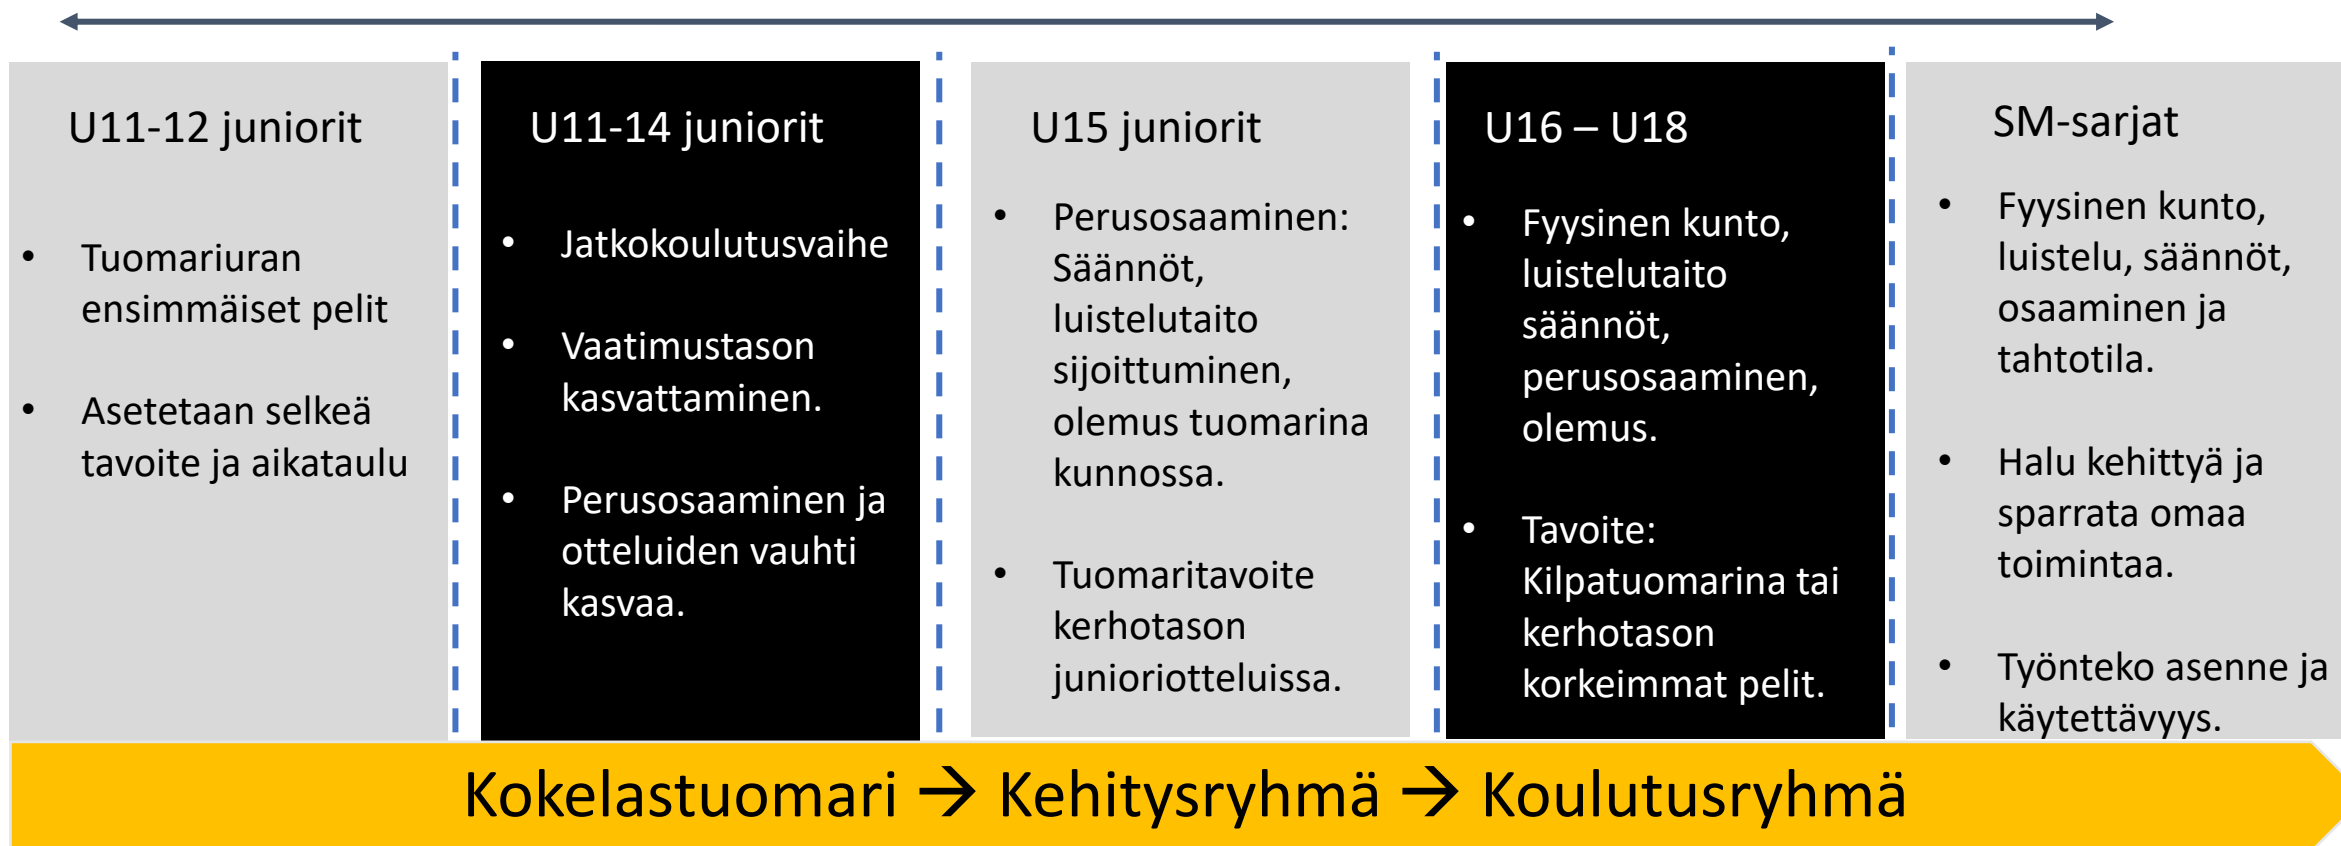 U11-12 juniorit
• Tuomariuran
ensimmäiset pelit
• Asetetaan selkeä
tavoite ja aikataulu
U11-14 juniorit
• Jatkokoulutusvaihe
• Vaatimustason
kasvattaminen.
• Perusosaaminen ja
otteluiden vauhti
kasvaa.
U15 juniorit
• Perusosaaminen:
Säännöt,
luistelutaito
sijoittuminen,
olemus tuomarina
kunnossa.
• Tuomaritavoite
kerhotason
junioriotteluissa.
U16 – U18
• Fyysinen kunto,
luistelutaito
säännöt,
perusosaaminen,
olemus.
• Tavoite:
Kilpatuomarina tai
kerhotason
korkeimmat pelit.
SM-sarjat
• Fyysinen kunto,
luistelu, säännöt,
osaaminen ja
tahtotila.
• Halu kehittyä ja
sparrata omaa
toimintaa.
• Työnteko asenne ja
käytettävyys.
Kokelastuomari → Kehitysryhmä → Koulutusryhmä